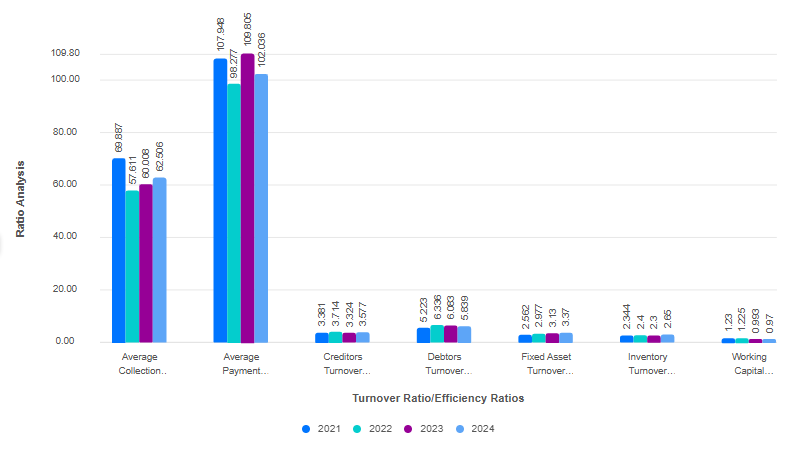 Ratio Analysis
109.80
100.00
80.00
60.00
40.00
20.00
0.00
69.887
57.611
60.008
62.506
107.948
98.277
109.805
102.036
3.381
3.714
3.324
3.577
5.223
6.336
6.083
5.839
2.562
2.977
3.13
3.37
2.344
2.4
2.3
2.65
1.23
1.225
0.993
0.97
Average
Collection..
Average
Payment...
Creditors
Turnover...
Debtors
Turnover...
Fixed Asset
Turnover...
Inventory
Turnover...
Working
Capital...
Turnover Ratio/Efficiency Ratios
2021 2022 2023 2024